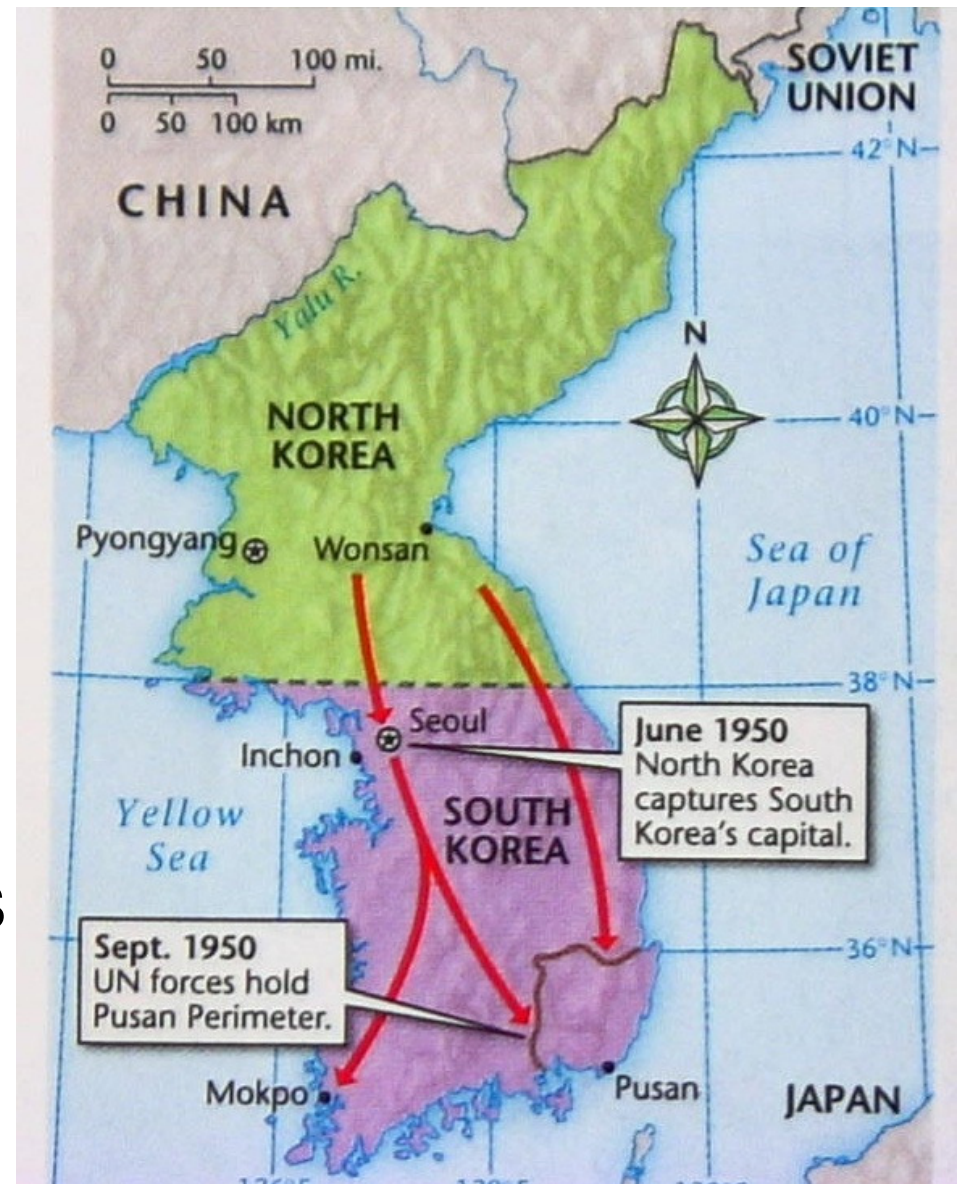 0 50 100 mi.
0 50 100 km
SOVIET
UNION
42°N
CHINA
Yalu R.
N
NORTH
KOREA
40°N
Pyongyang
Wonsan
Sea of
Japan
38°N
Seoul
Inchon
June 1950
North Korea
captures South
Korea's capital.
Yellow
Sea
SOUTH
KOREA
36°N
Sept. 1950
UN forces hold
Pusan Perimeter.
Mokpo
Pusan
JAPAN